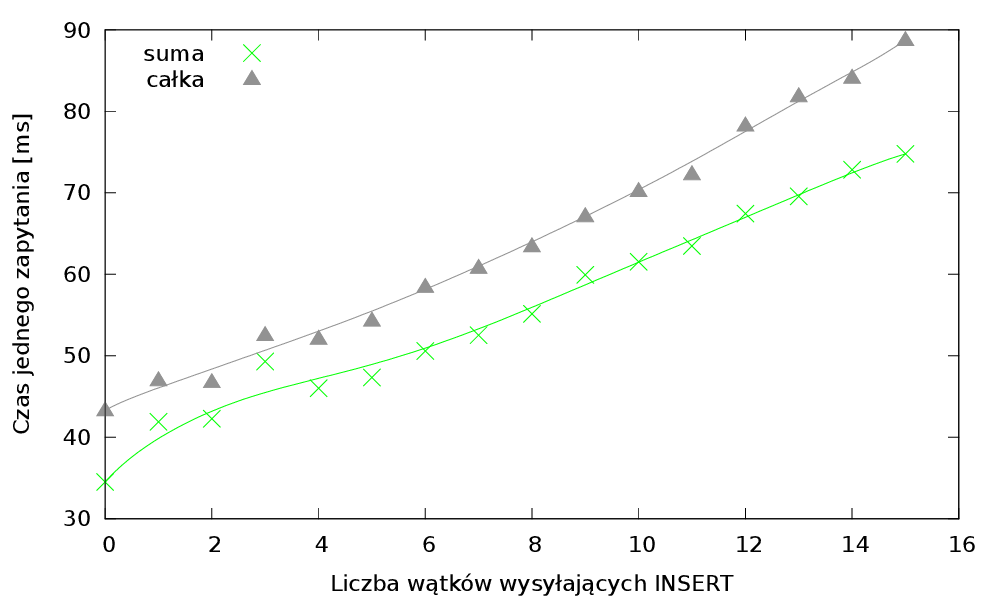 90
80
70
60
50
40
30
suma
całka
Czas jednego zapytania [ms]
0 2 4 6 8 10 12 14 16
Liczba wątków wysyłających INSERT